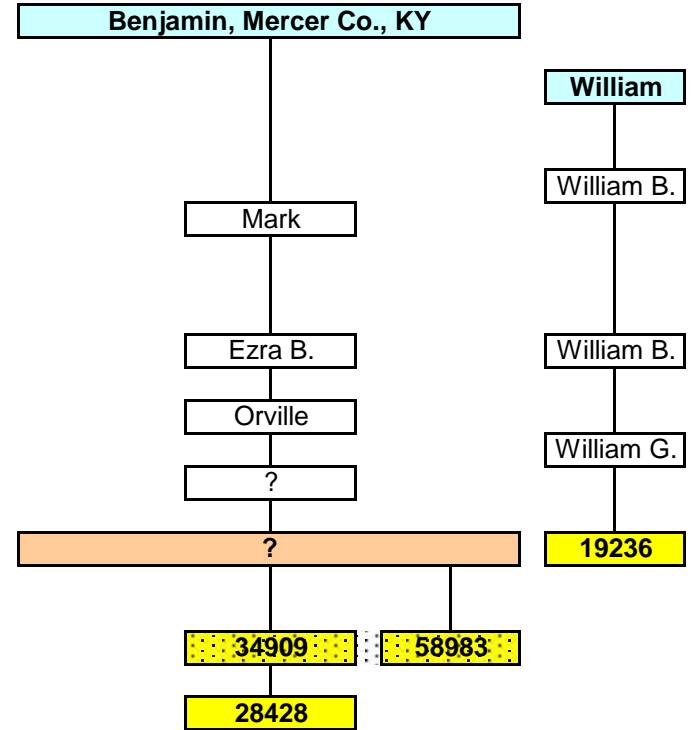 Benjamin, Mercer Co., KY
William
William B.
Mark
Ezra B.
William B.
Orville
William G.
?
?
19236
34909
58983
28428